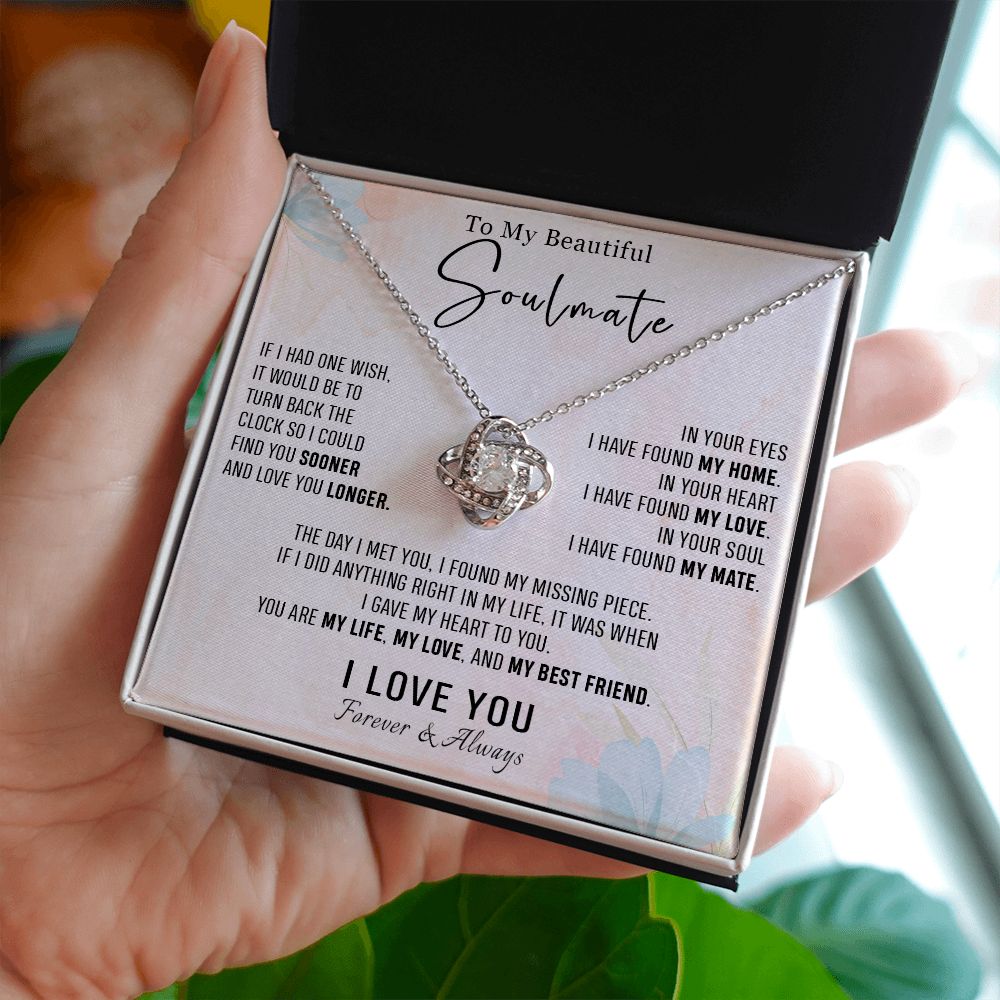 To My Beautiful
Soulmate
IF I HAD ONE WISH,
IT WOULD BE TO
TURN BACK THE
CLOCK SO I COULD
FIND YOU SOONER
AND LOVE YOU LONGER.
IN YOUR EYES
I HAVE FOUND MY HOME.
IN YOUR HEART
I HAVE FOUND MY LOVE.
IN YOUR SOUL
I HAVE FOUND MY MATE.
THE DAY I MET YOU, I FOUND MY MISSING PIECE.
IF I DID ANYTHING RIGHT IN MY LIFE, IT WAS WHEN
I GAVE MY HEART TO YOU.
YOU ARE MY LIFE, MY LOVE, AND MY BEST FRIEND.
I LOVE YOU
Forever & Always